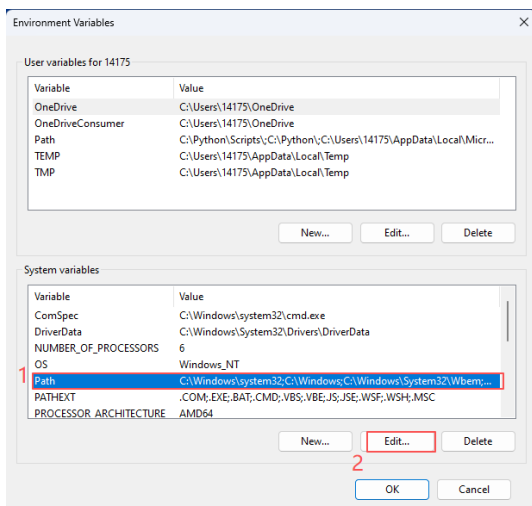 Environment Variables
User variables for 14175
Variable Value
OneDrive C:\Users\14175\OneDrive
OneDriveConsumer C:\Users\14175\OneDrive
Path C:\Python\Scripts\;C:\Python\;C:\Users\14175\AppData\Local\Micr...
TEMP C:\Users\14175\AppData\Local\Temp
TMP C:\Users\14175\AppData\Local\Temp
New... Edit... Delete
System variables
Variable Value
ComSpec C:\Windows\system32\cmd.exe
DriverData C:\Windows\System32\Drivers\DriverData
NUMBER_OF_PROCESSORS 6
OS Windows_NT
1 Path C:\Windows\system32;C:\Windows;C:\Windows\System32\Wbem;...
PATHEXT .COM;.EXE;.BAT;.CMD;.VBS;.VBE;.JS;.JSE;.WSF;.WSH;.MSC
PROCESSOR_ARCHITECTURE AMD64
New... Edit... Delete
2
OK Cancel